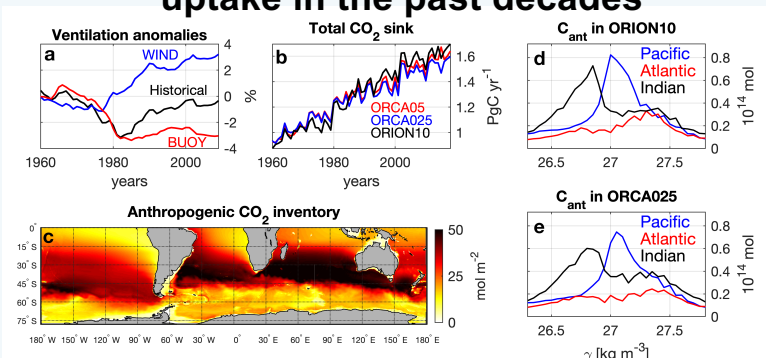 uptake in the past decades
Ventilation anomalies
a
WIND
Historical
BUOY
4
2
0
-2
-4
%
1960
1980
2000
years
Total CO2 sink
b
ORCA05
ORCA025
ORION10
1.6
1.4
1.2
1
PgC yr-1
1960
1980
2000
years
Cant in ORION10
d
Pacific
Atlantic
Indian
0.8
0.6
0.4
0.2
0
10^14 mol
26.5
27
27.5
Anthropogenic CO2 inventory
c
0°
15° S
30° S
45° S
60° S
75° S
180° W 150° W 120° W 90° W 60° W 30° W 0° 30° E 60° E 90° E 120° E 150° E 180° E
50
25
0
mol m-2
Cant in ORCA025
e
Pacific
Atlantic
Indian
0.8
0.6
0.4
0.2
0
10^14 mol
26.5
27
27.5
γ [kg m-3]